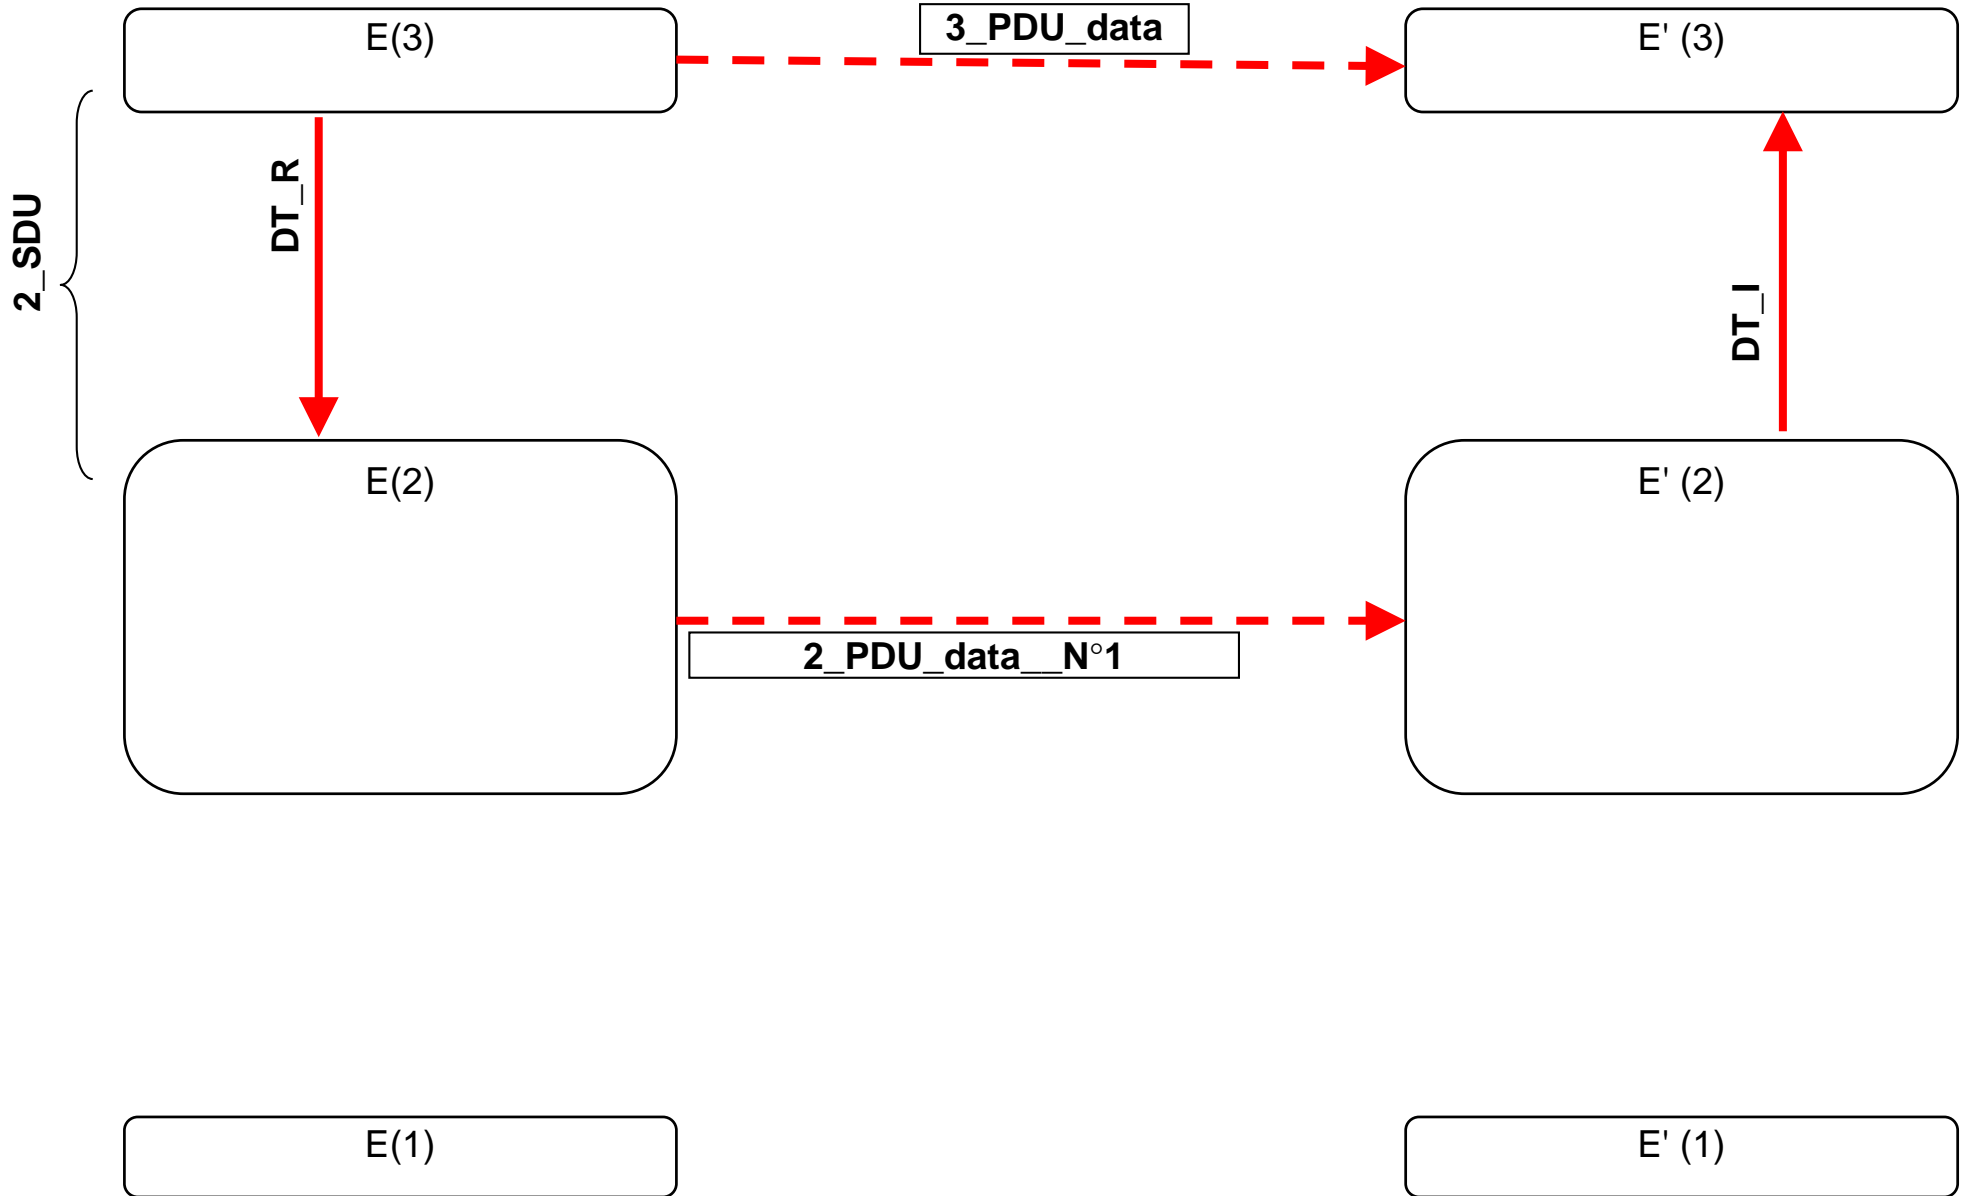 E(3)
3_PDU_data
E' (3)
2_SDU
DT_R
DT_I
E(2)
E' (2)
2_PDU_data__N°1
E(1)
E' (1)